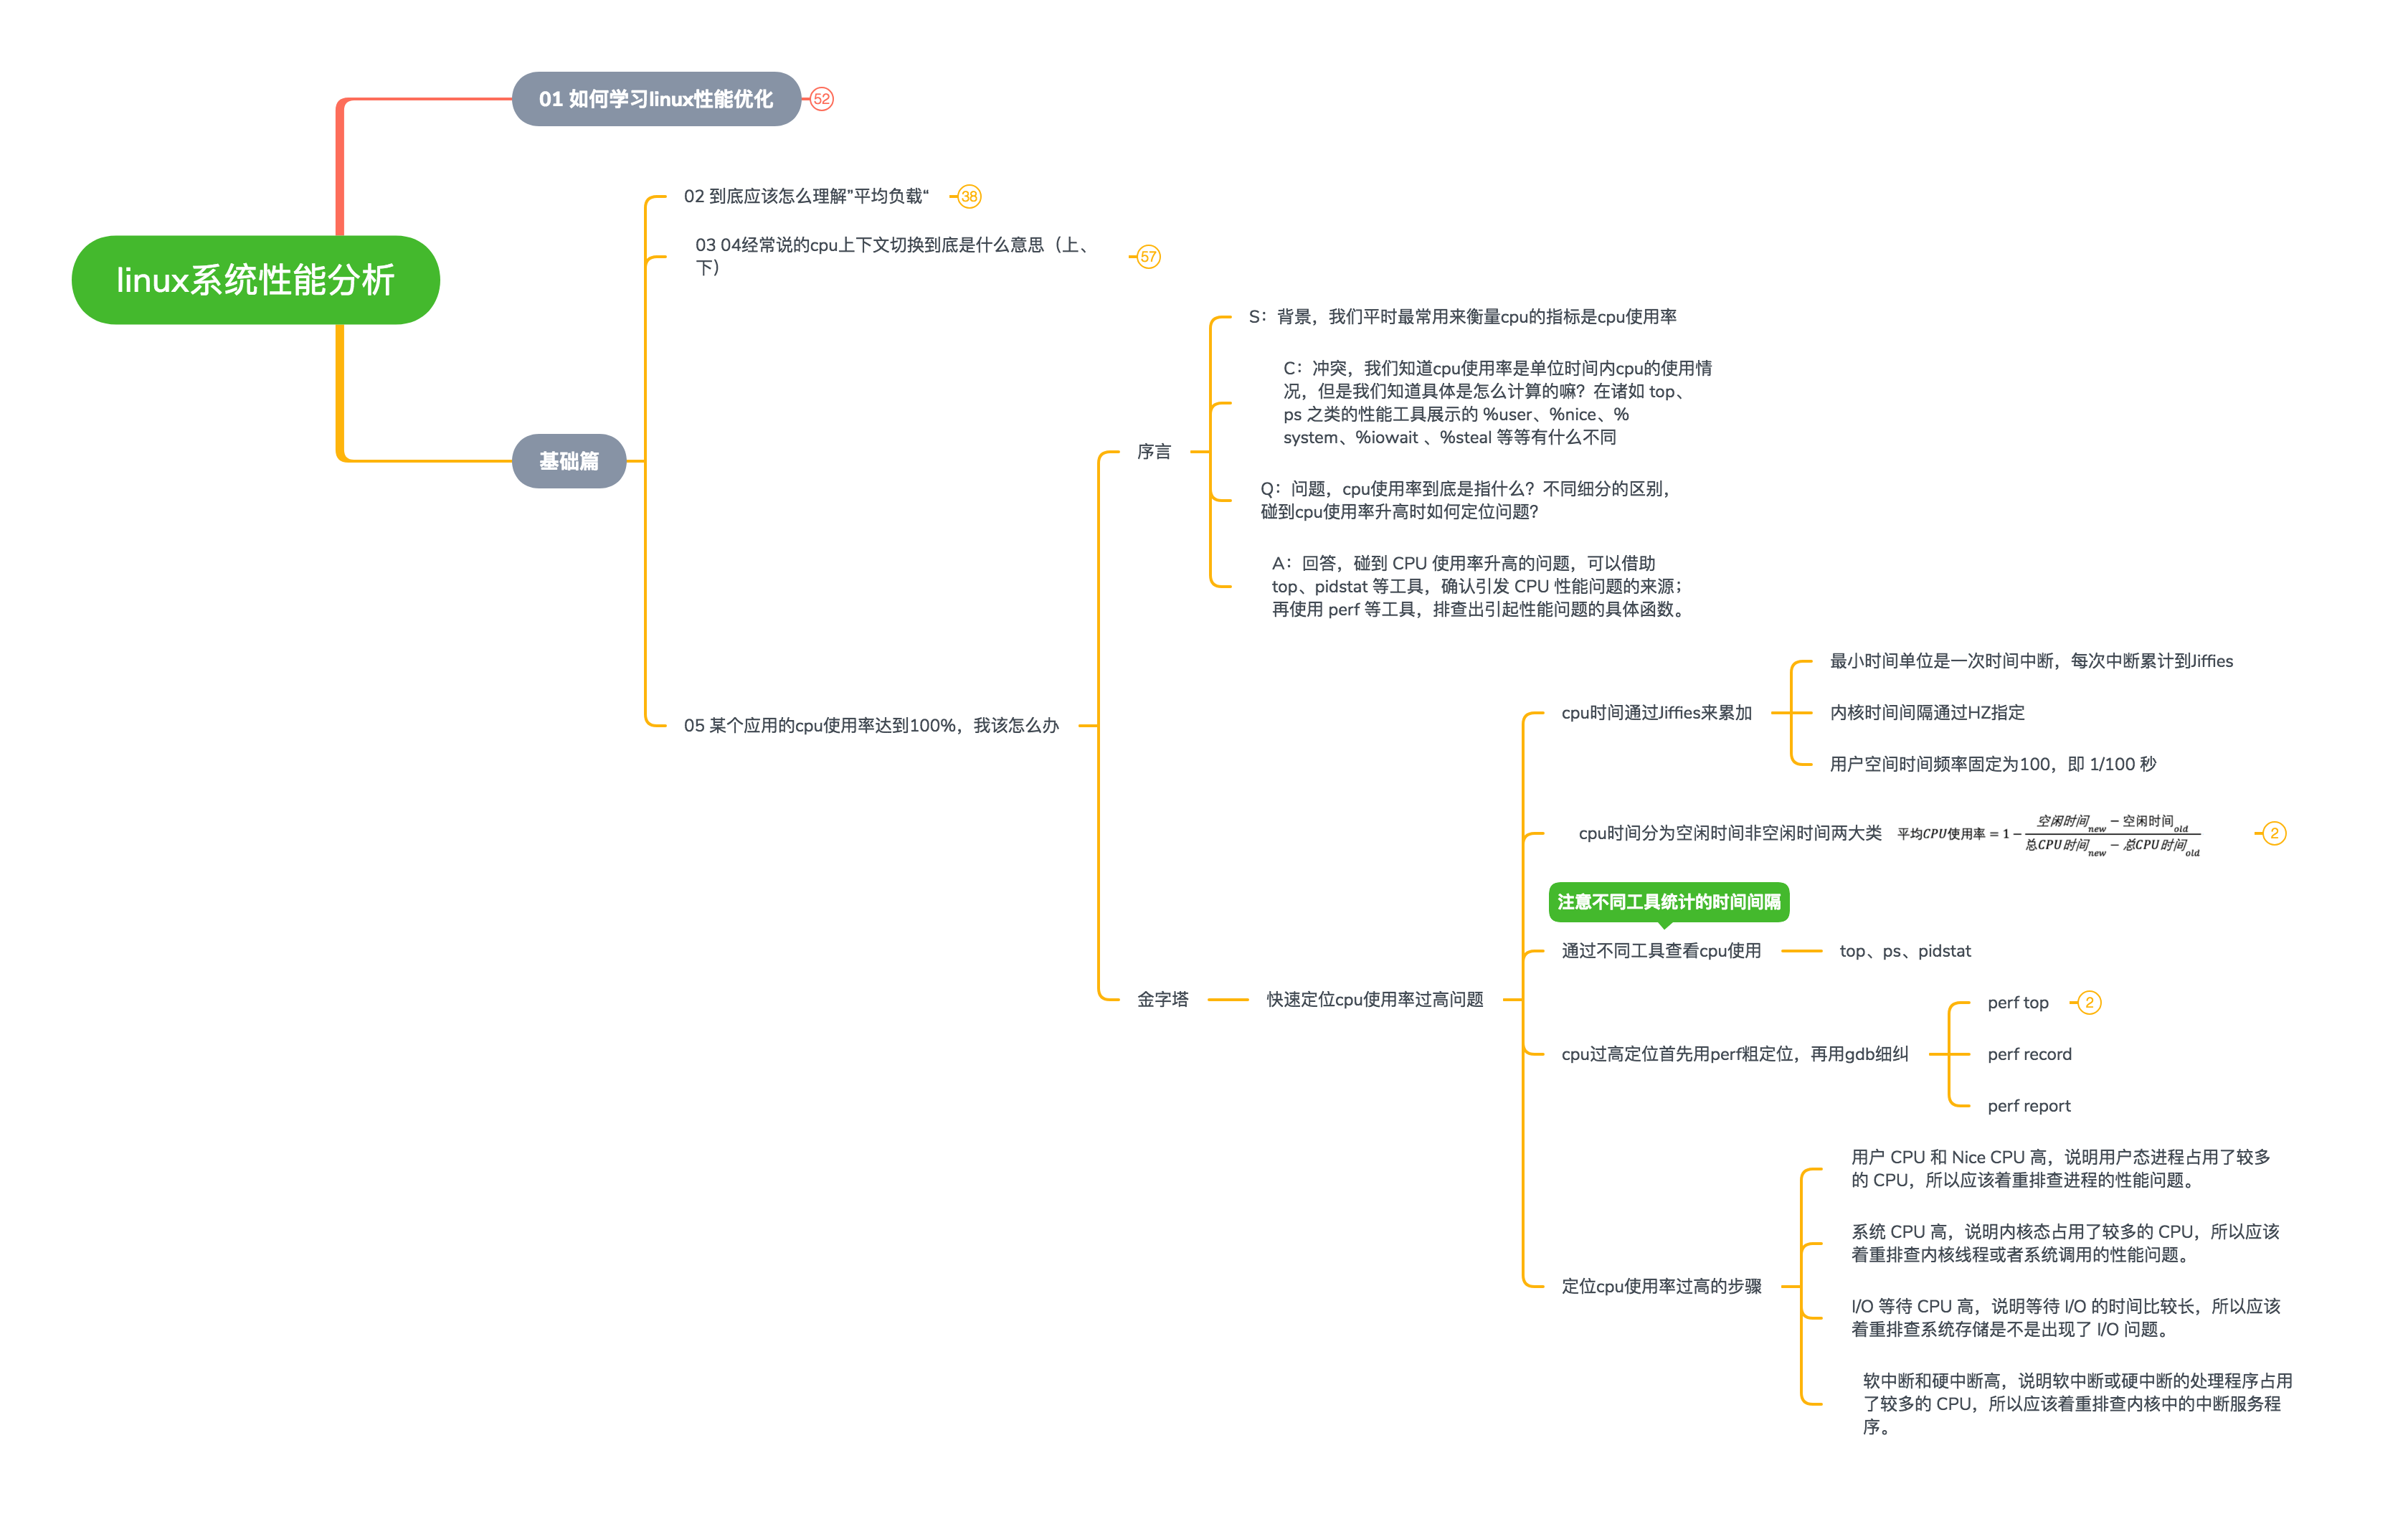 01 如何学习linux性能优化
52
02 到底应该怎么理解”平均负载“
38
03 04经常说的cpu上下文切换到底是什么意思（上、
下）
57
linux系统性能分析
基础篇
05 某个应用的cpu使用率达到100%，我该怎么办
序言
S：背景，我们平时最常用来衡量cpu的指标是cpu使用率
C：冲突，我们知道cpu使用率是单位时间内cpu的使用情
况，但是我们知道具体是怎么计算的嘛？在诸如 top、
ps 之类的性能工具展示的 %user、%nice、%
system、%iowait 、%steal 等等有什么不同
Q：问题，cpu使用率到底是指什么？不同细分的区别，
碰到cpu使用率升高时如何定位问题？
A：回答，碰到 CPU 使用率升高的问题，可以借助
top、pidstat 等工具，确认引发 CPU 性能问题的来源；
再使用 perf 等工具，排查出引起性能问题的具体函数。
金字塔
快速定位cpu使用率过高问题
cpu时间通过Jiffies来累加
最小时间单位是一次时间中断，每次中断累计到Jiffies
内核时间间隔通过HZ指定
用户空间时间频率固定为100，即 1/100 秒
cpu时间分为空闲时间非空闲时间两大类
平均CPU使用率 = 1 −
空闲时间new − 空闲时间old
总CPU时间new − 总CPU时间old
2
注意不同工具统计的时间间隔
通过不同工具查看cpu使用
top、ps、pidstat
cpu过高定位首先用perf粗定位，再用gdb细纠
perf top
2
perf record
perf report
定位cpu使用率过高的步骤
用户 CPU 和 Nice CPU 高，说明用户态进程占用了较多
的 CPU，所以应该着重排查进程的性能问题。
系统 CPU 高，说明内核态占用了较多的 CPU，所以应该
着重排查内核线程或者系统调用的性能问题。
I/O 等待 CPU 高，说明等待 I/O 的时间比较长，所以应该
着重排查系统存储是不是出现了 I/O 问题。
软中断和硬中断高，说明软中断或硬中断的处理程序占用
了较多的 CPU，所以应该着重排查内核中的中断服务程
序。